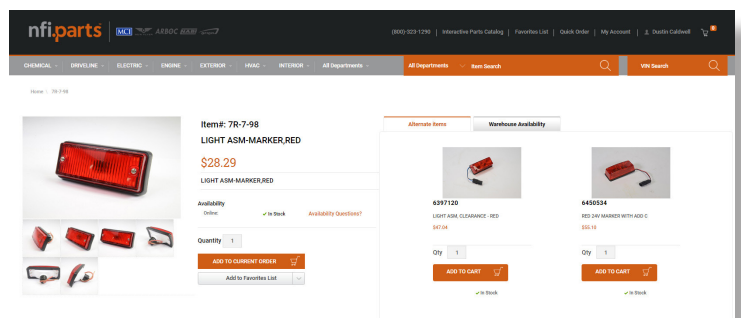 nfi.parts
MCI ARBOC
(800)-323-1290 | Interactive Parts Catalog | Favorites List | Quick Order | My Account | Dustin Caldwell 0
CHEMICAL DRIVELINE ELECTRIC ENGINE EXTERIOR HVAC INTERIOR All Departments
All Departments Item Search VIN Search
Home \ 7R-7-98
Item#: 7R-7-98
LIGHT ASM-MARKER,RED
$28.29
LIGHT ASM-MARKER,RED
Availability
Online: In Stock Availability Questions?
Quantity 1
ADD TO CURRENT ORDER
Add to Favorites List
Alternate Items Warehouse Availability
6397120
LIGHT ASM, CLEARANCE - RED
$47.04
Qty 1
ADD TO CART
In Stock
6450534
RED 24V MARKER WITH ADD C
$55.10
Qty 1
ADD TO CART
In Stock